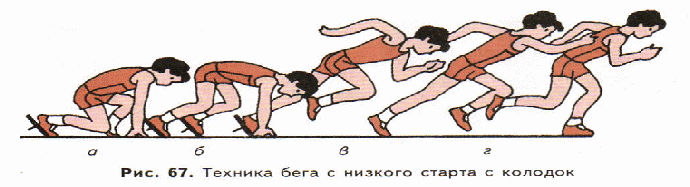 а б в г
Рис. 67. Техника бега с низкого старта с колодок